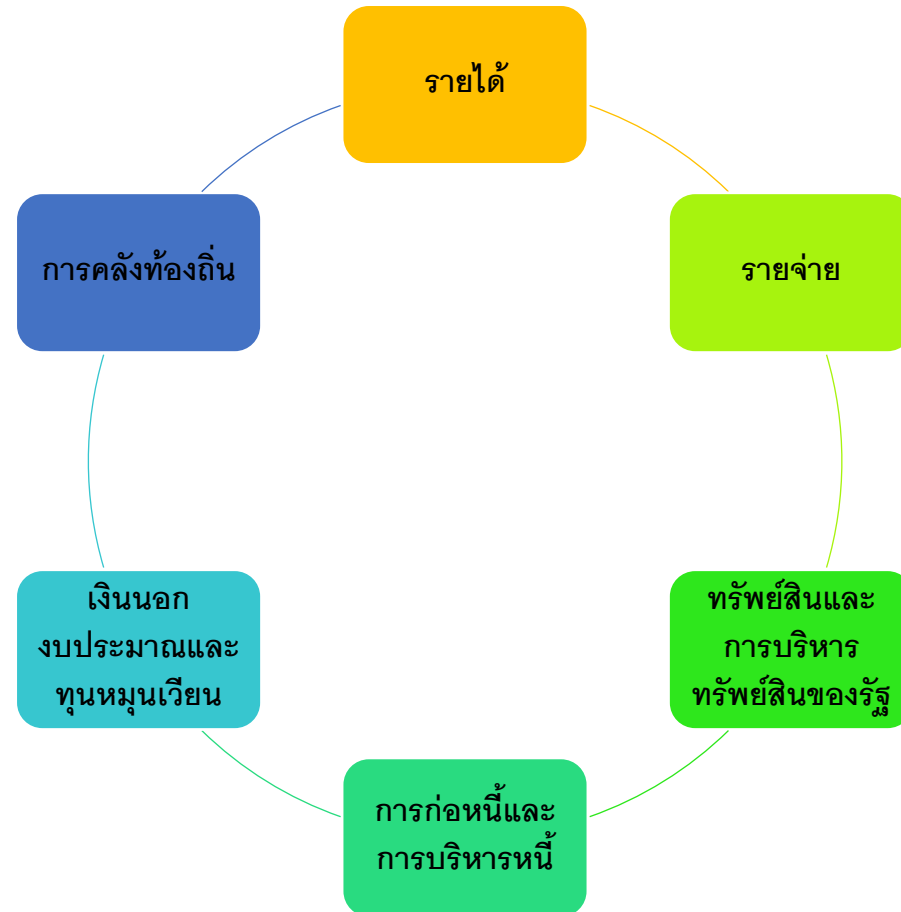 รายได้
รายจ่าย
ทรัพย์สินและ
การบริหาร
ทรัพย์สินของรัฐ
การก่อหนี้และ
การบริหารหนี้
เงินนอก
งบประมาณและ
ทุนหมุนเวียน
การคลังท้องถิ่น